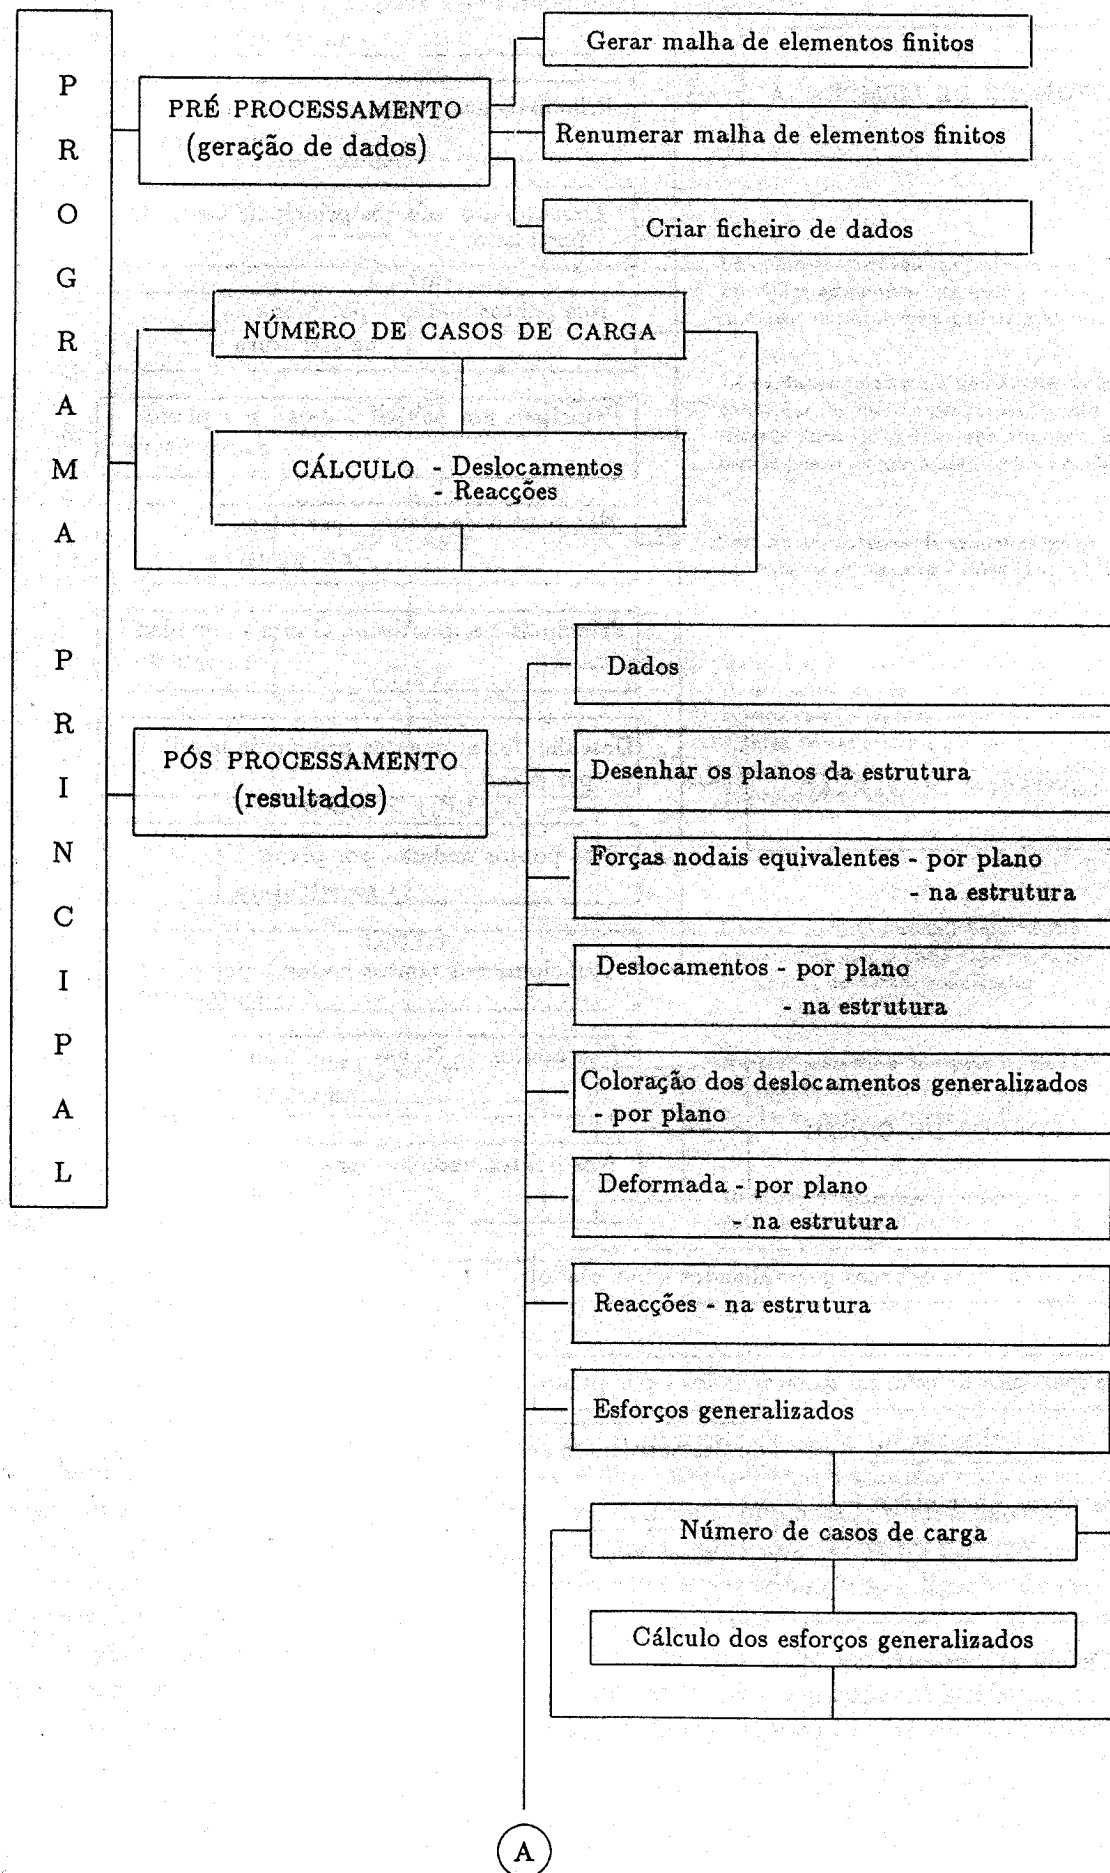 PROGRAMA PRINCIPAL
Gerar malha de elementos finitos
PRÉ PROCESSAMENTO
(geração de dados)
Renumerar malha de elementos finitos
Criar ficheiro de dados
NÚMERO DE CASOS DE CARGA
CÁLCULO - Deslocamentos
- Reacções
PÓS PROCESSAMENTO
(resultados)
Dados
Desenhar os planos da estrutura
Forças nodais equivalentes - por plano
- na estrutura
Deslocamentos - por plano
- na estrutura
Coloração dos deslocamentos generalizados
- por plano
Deformada - por plano
- na estrutura
Reacções - na estrutura
Esforços generalizados
Número de casos de carga
Cálculo dos esforços generalizados
A